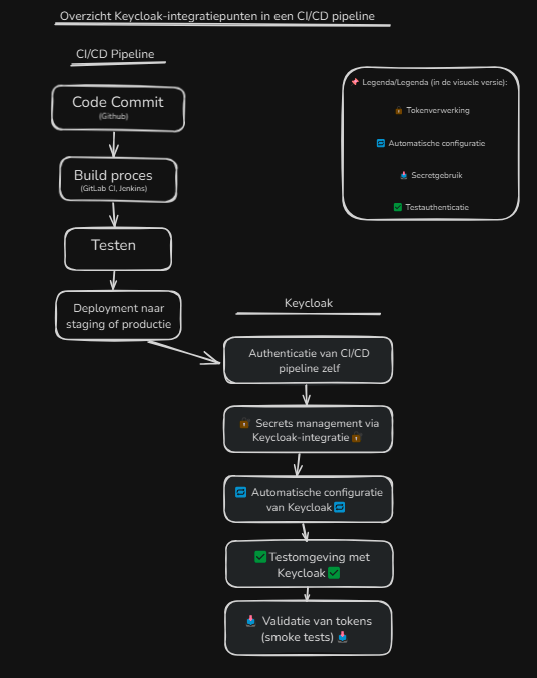 Overzicht Keycloak-integratiepunten in een CI/CD pipeline
CI/CD Pipeline
Code Commit
(Github)
Build proces
(GitLab CI, Jenkins)
Testen
Deployment naar
staging of productie
📌 Legenda/Legenda (in de visuele versie):
🔐 Tokenverwerking
🔁 Automatische configuratie
📥 Secretgebruik
✅ Testauthenticatie
Keycloak
Authenticatie van CI/CD
pipeline zelf
🔐 Secrets management via
Keycloak-integratie 🔐
🔁 Automatische configuratie
van Keycloak 🔁
✅ Testomgeving met
Keycloak ✅
📥 Validatie van tokens
(smoke tests) 📥